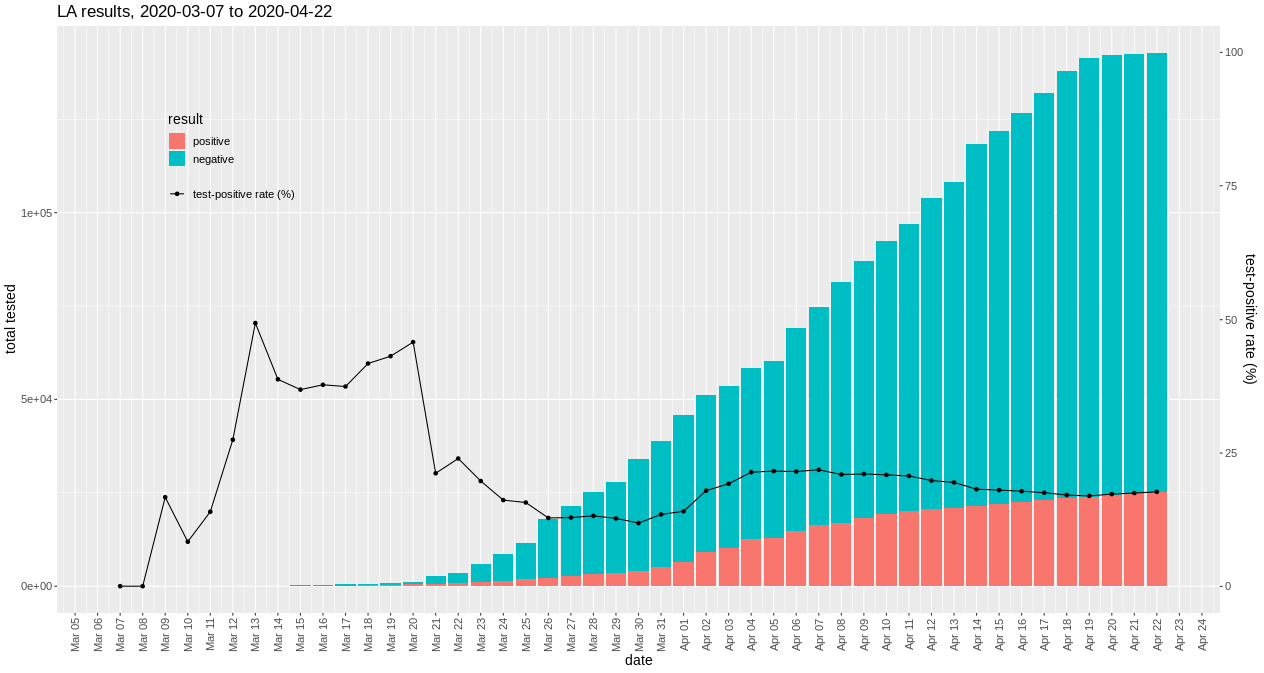 LA results, 2020-03-07 to 2020-04-22
result
positive
negative
test-positive rate (%)
total tested
1e+05
5e+04
0e+00
100
75
50
25
0
test-positive rate (%)
Mar 05
Mar 06
Mar 07
Mar 08
Mar 09
Mar 10
Mar 11
Mar 12
Mar 13
Mar 14
Mar 15
Mar 16
Mar 17
Mar 18
Mar 19
Mar 20
Mar 21
Mar 22
Mar 23
Mar 24
Mar 25
Mar 26
Mar 27
Mar 28
Mar 29
Mar 30
Mar 31
Apr 01
Apr 02
Apr 03
Apr 04
Apr 05
Apr 06
Apr 07
Apr 08
Apr 09
Apr 10
Apr 11
Apr 12
Apr 13
Apr 14
Apr 15
Apr 16
Apr 17
Apr 18
Apr 19
Apr 20
Apr 21
Apr 22
Apr 23
Apr 24
date